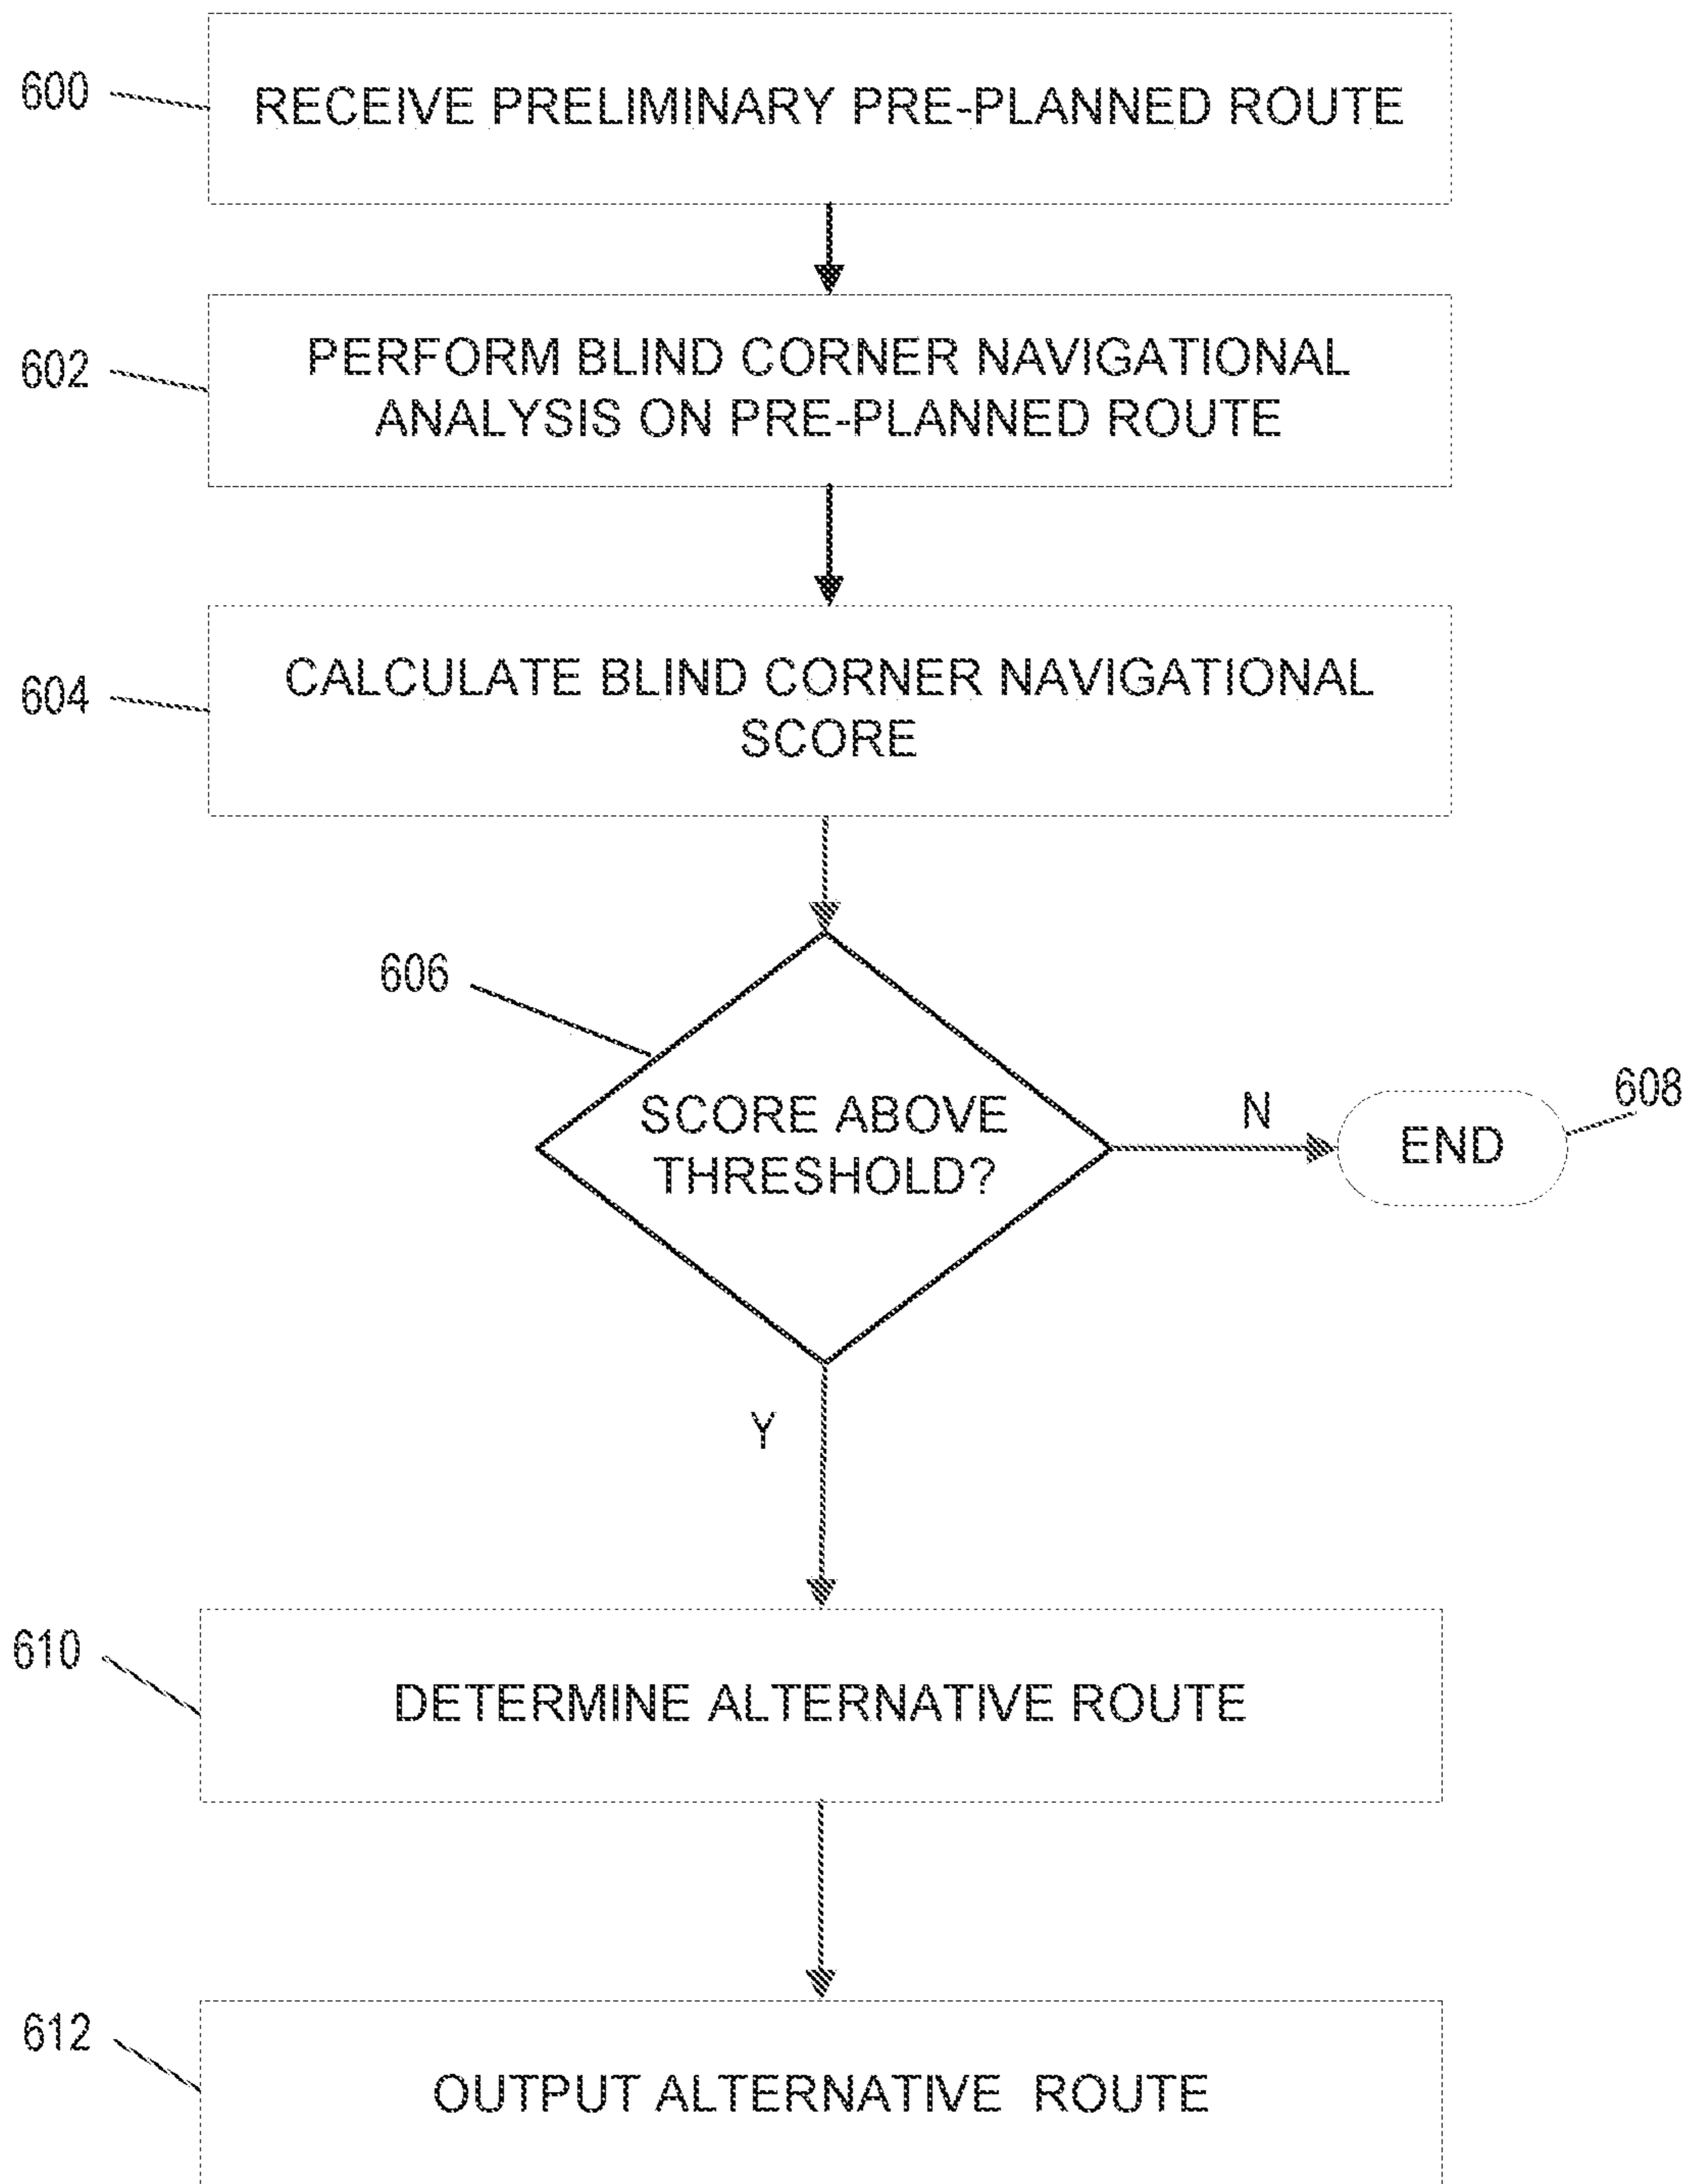 600
RECEIVE PRELIMINARY PRE-PLANNED ROUTE
602
PERFORM BLIND CORNER NAVIGATIONAL
ANALYSIS ON PRE-PLANNED ROUTE
604
CALCULATE BLIND CORNER NAVIGATIONAL
SCORE
606
SCORE ABOVE
THRESHOLD?
N
END
608
Y
610
DETERMINE ALTERNATIVE ROUTE
612
OUTPUT ALTERNATIVE ROUTE